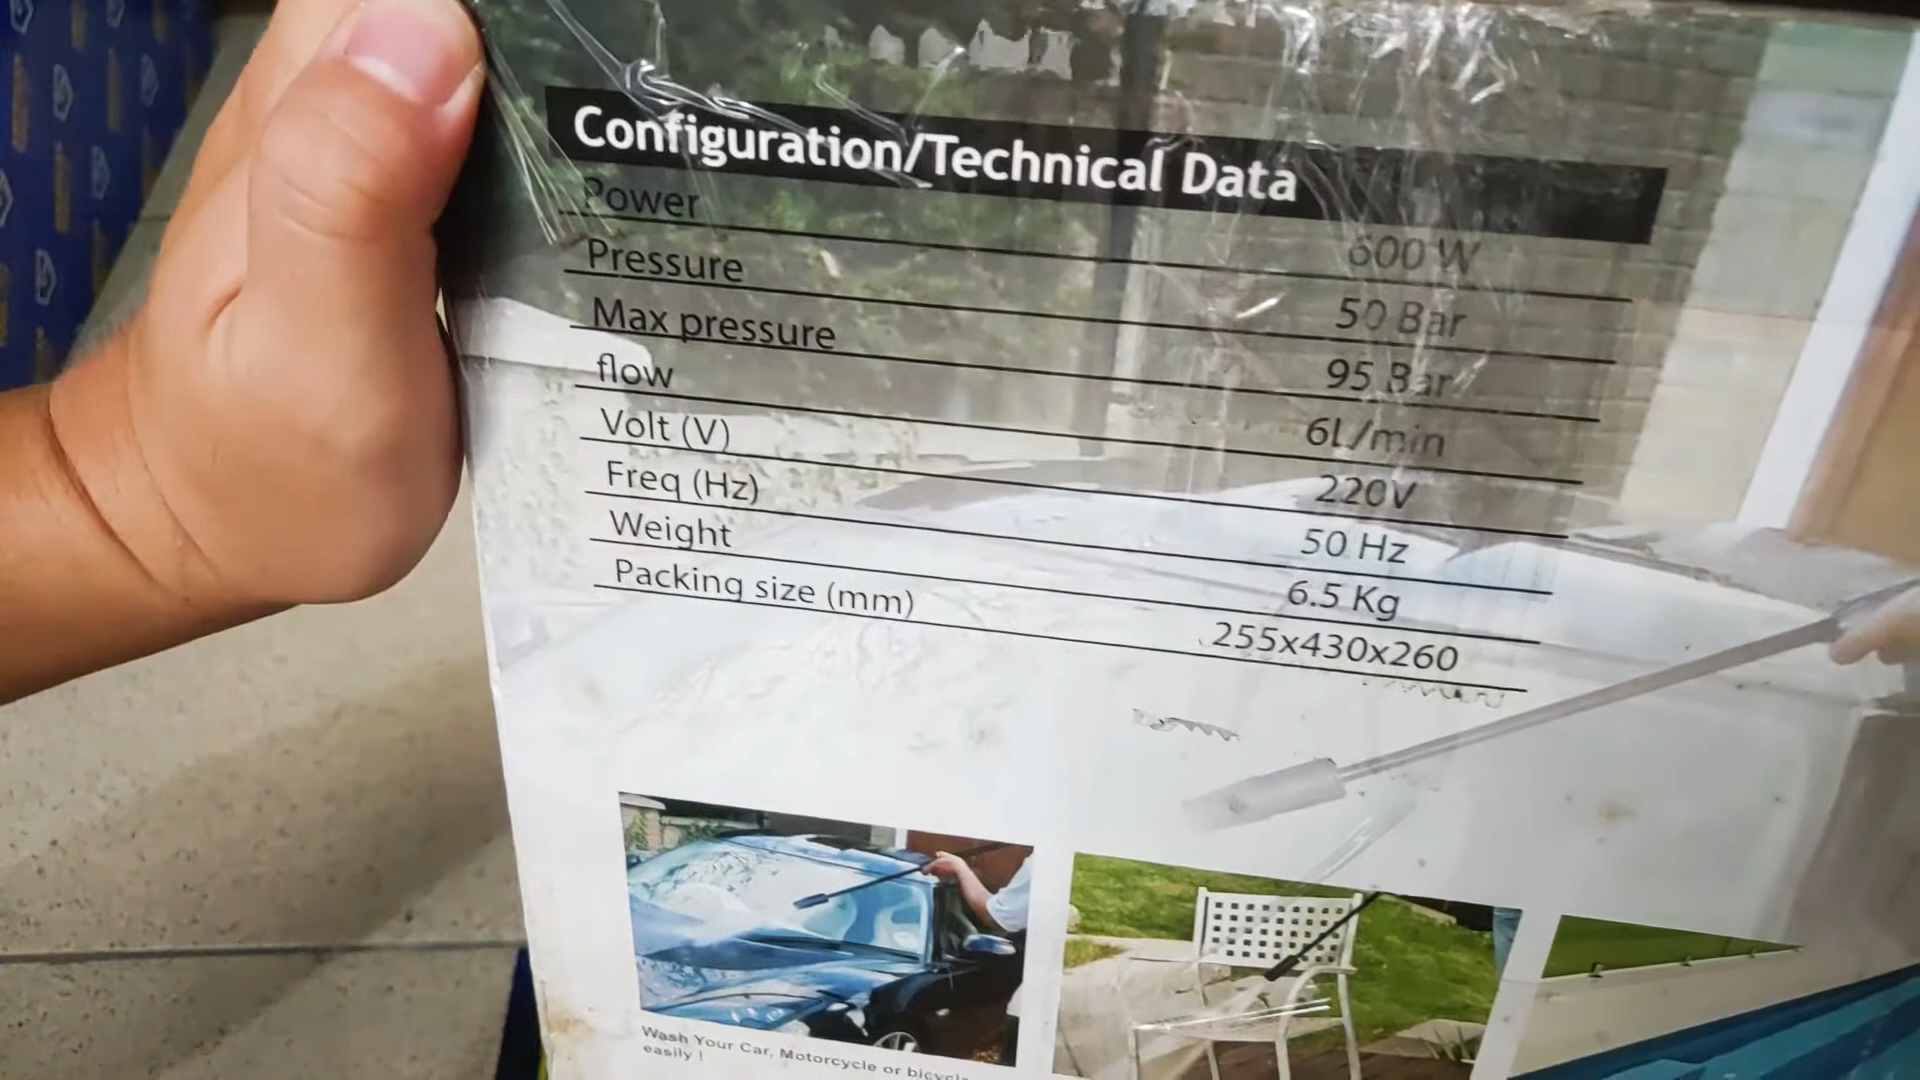 Configuration/Technical Data
Power 600 W
Pressure 50 Bar
Max pressure 95 Bar
flow 6L/min
Volt (V) 220V
Freq (Hz) 50 Hz
Weight 6.5 Kg
Packing size (mm) 255x430x260
Wash Your Car, Motorcycle or bicycle
easily !